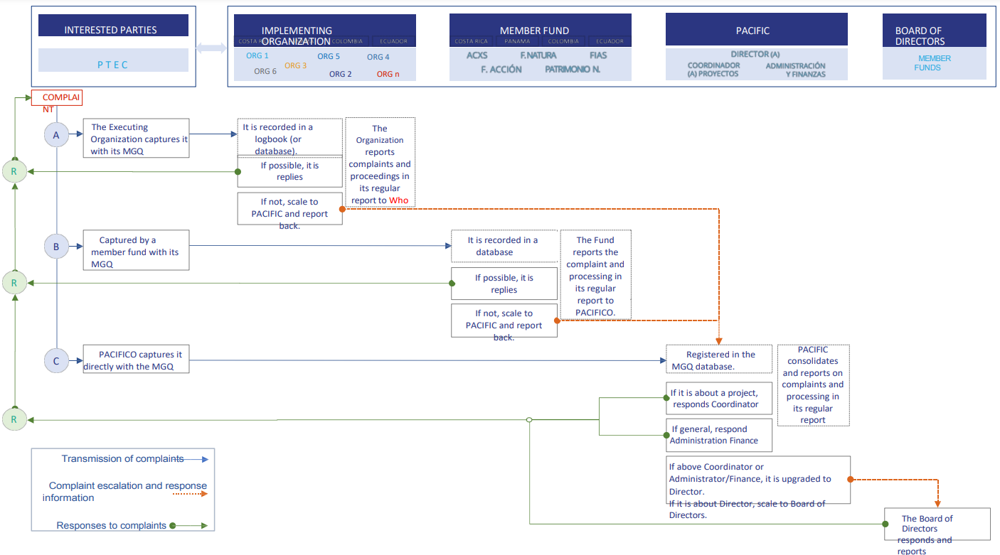 INTERESTED PARTIES
P T E C
IMPLEMENTING
ORGANIZATION
COLOMBIA
ECUADOR
ORG 1
ORG 5
ORG 4
ORG 6
ORG 3
ORG 2
ORG n
MEMBER FUND
COSTA RICA
PANAMA
COLOMBIA
ECUADOR
ACXS
F.NATURA
FIAS
F. ACCIÓN
PATRIMONIO N.
PACIFIC
DIRECTOR (A)
COORDINADOR
(A) PROYECTOS
ADMINISTRACIÓN
Y FINANZAS
BOARD OF
DIRECTORS
MEMBER
FUNDS
COMPLAI
NT
A
The Executing
Organization captures it
with its MGQ
It is recorded in a
logbook (or
database).
The
Organization
reports
complaints and
proceedings in
its regular
report to Who
R
If possible, it is
replies
If not, scale to
PACIFIC and report
back.
B
Captured by a
member fund with its
MGQ
It is recorded in a
database
The Fund
reports the
complaint and
processing in
its regular
report to
PACIFICO.
R
If possible, it is
replies
If not, scale to
PACIFIC and report
back.
C
PACIFICO captures it
directly with the MGQ
Registered in the
MGQ database.
PACIFIC
consolidates
and reports on
complaints and
processing in
its regular
report
If it is about a project,
responds Coordinator
R
If general, respond
Administration Finance
If above Coordinator or
Administrator/Finance, it is upgraded to
Director.
If it is about Director, scale to Board of
Directors.
The Board of
Directors
responds and
reports
Transmission of complaints
Complaint escalation and response
information
Responses to complaints